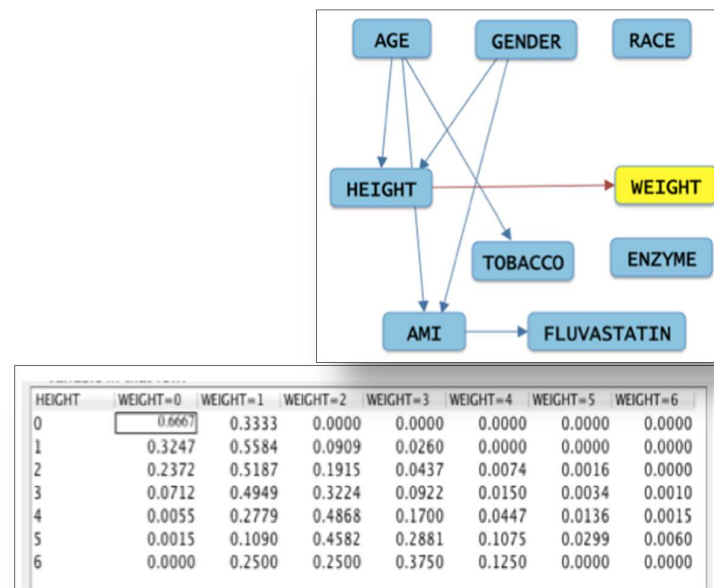 AGE GENDER RACE
HEIGHT WEIGHT
TOBACCO ENZYME
AMI FLUVASTATIN
HEIGHT WEIGHT=0 WEIGHT=1 WEIGHT=2 WEIGHT=3 WEIGHT=4 WEIGHT=5 WEIGHT=6
0 0.6667 0.3333 0.0000 0.0000 0.0000 0.0000 0.0000
1 0.3247 0.5584 0.0909 0.0260 0.0000 0.0000 0.0000
2 0.2372 0.5187 0.1915 0.0437 0.0074 0.0016 0.0000
3 0.0712 0.4949 0.3224 0.0922 0.0150 0.0034 0.0010
4 0.0055 0.2779 0.4868 0.1700 0.0447 0.0136 0.0015
5 0.0015 0.1090 0.4582 0.2881 0.1075 0.0299 0.0060
6 0.0000 0.2500 0.2500 0.3750 0.1250 0.0000 0.0000